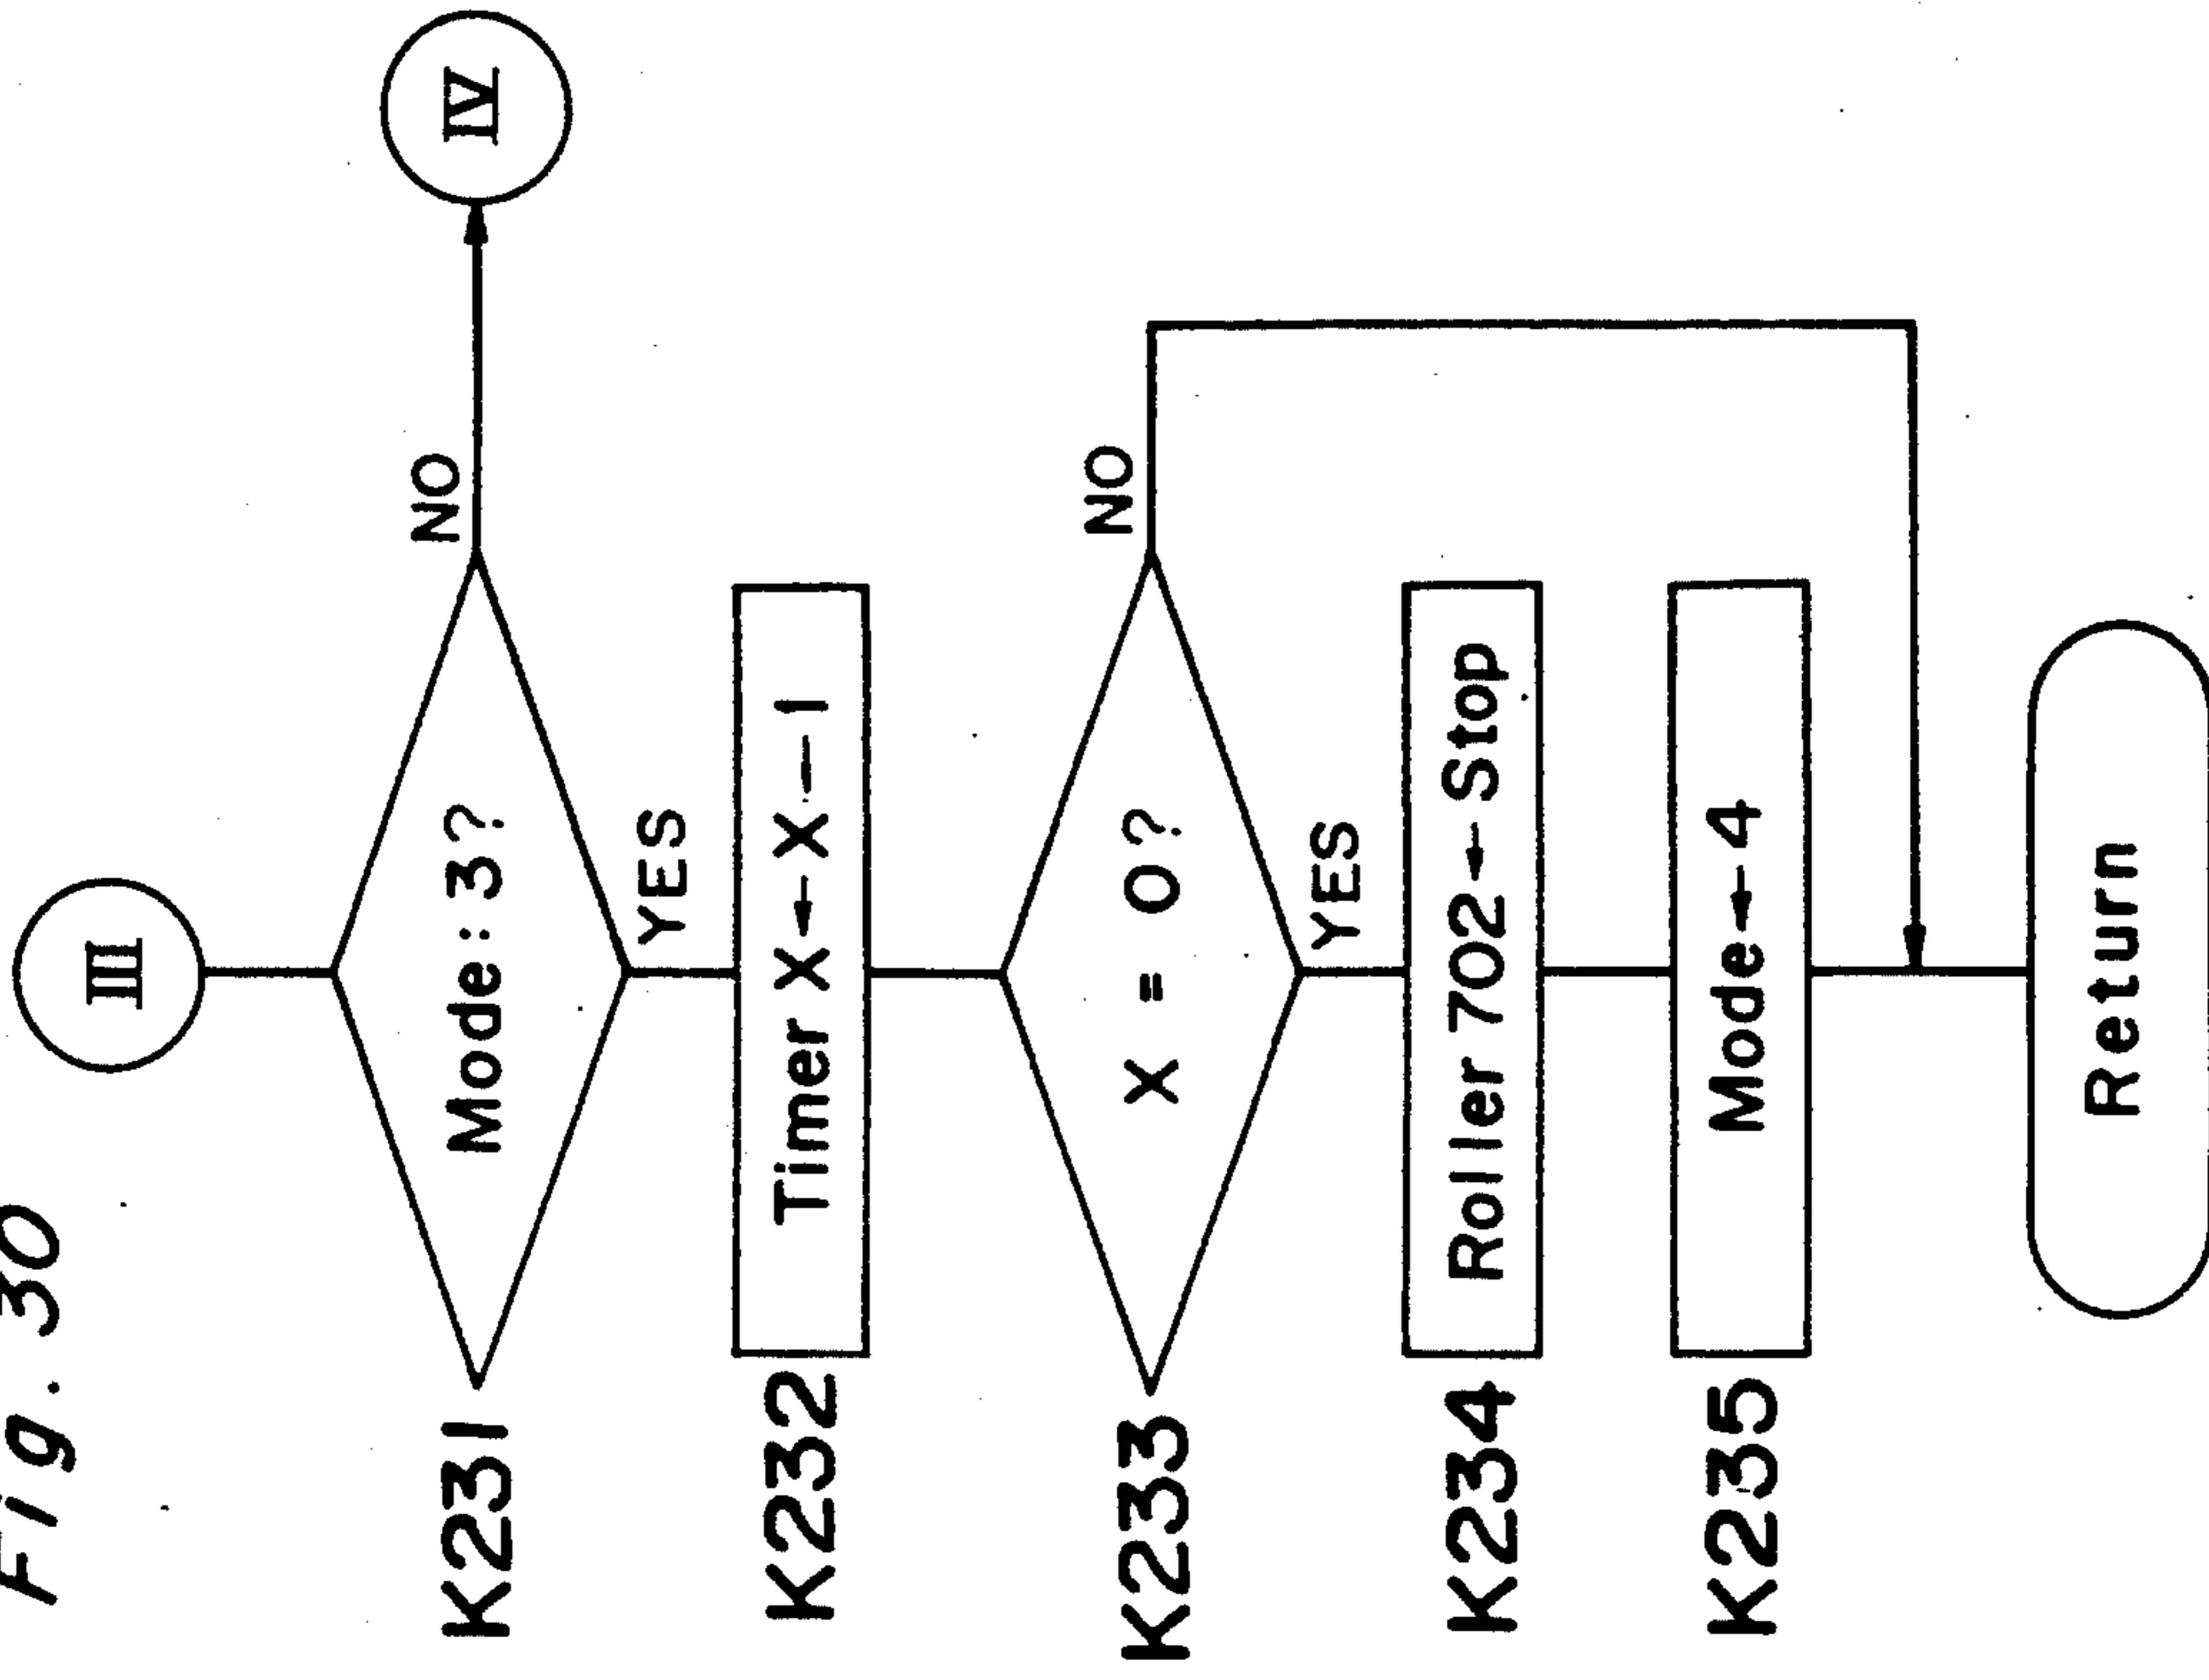 Fig. 30
III
K231
Mode: 3?
NO
IV
YES
K232
Timer X←X—1
K233
X = 0?
NO
YES
K234
Roller 702←Stop
K235
Mode←4
Return